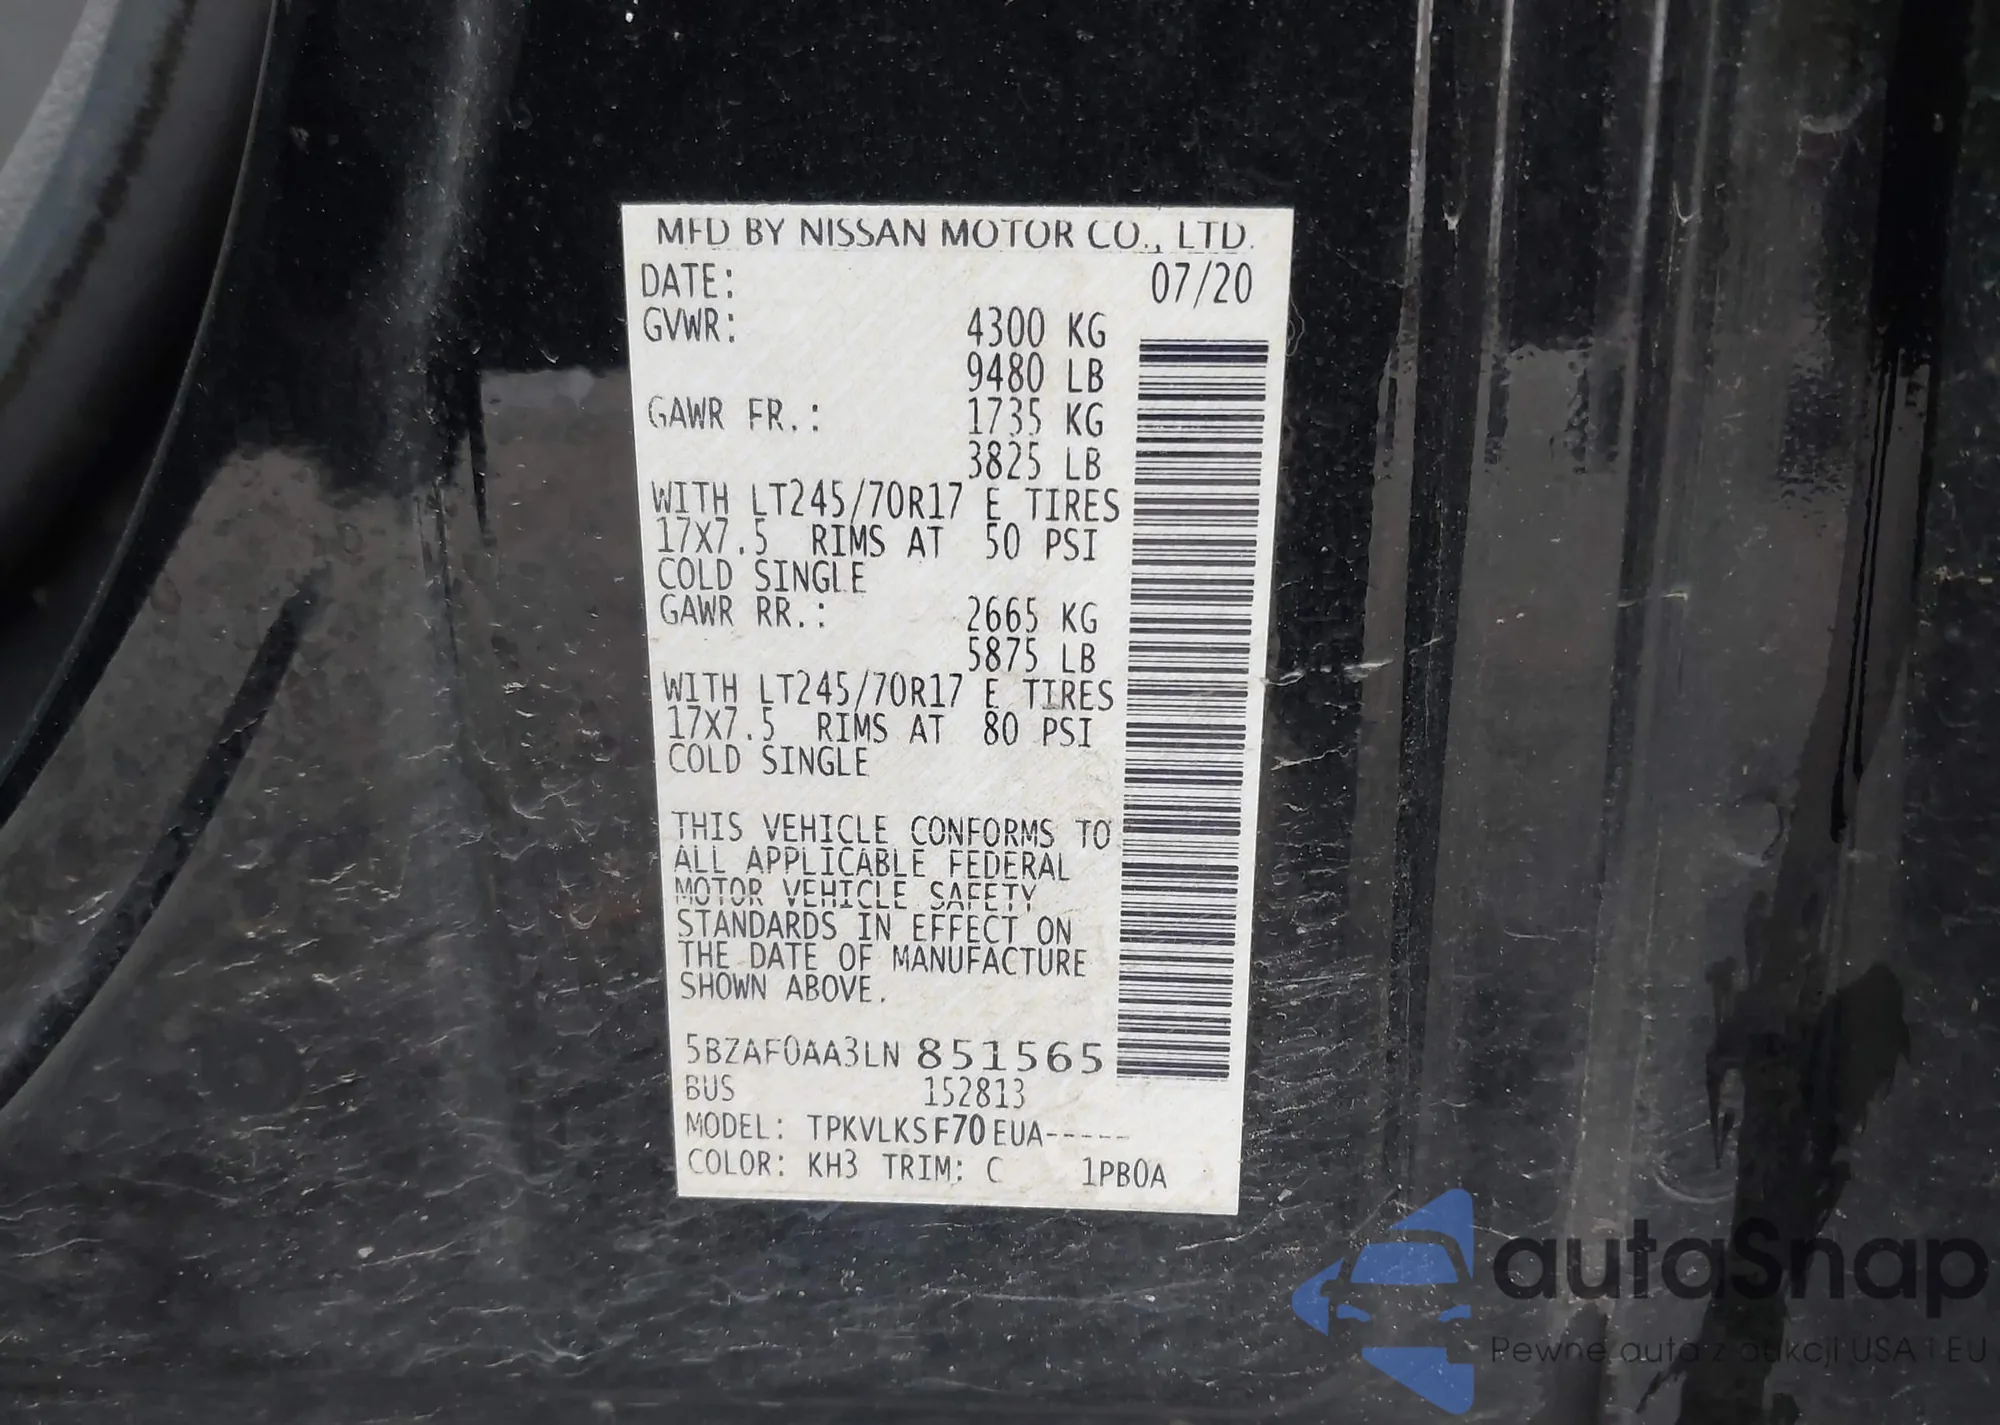 MFD BY NISSAN MOTOR CO., LTD.
DATE: 07/20
GVWR: 4300 KG
9480 LB
GAWR FR.: 1735 KG
3825 LB
WITH LT245/70R17 E TIRES
17X7.5 RIMS AT 50 PSI
COLD SINGLE
GAWR RR.: 2665 KG
5875 LB
WITH LT245/70R17 E TIRES
17X7.5 RIMS AT 80 PSI
COLD SINGLE
THIS VEHICLE CONFORMS TO
ALL APPLICABLE FEDERAL
MOTOR VEHICLE SAFETY
STANDARDS IN EFFECT ON
THE DATE OF MANUFACTURE
SHOWN ABOVE.
5BZAF0AA3LN 851565
BUS 152813
MODEL: TPKVLKSF70EUA-----
COLOR: KH3 TRIM: C 1PB0A
autaSnap
Pewne auta z aukcji USA i EU